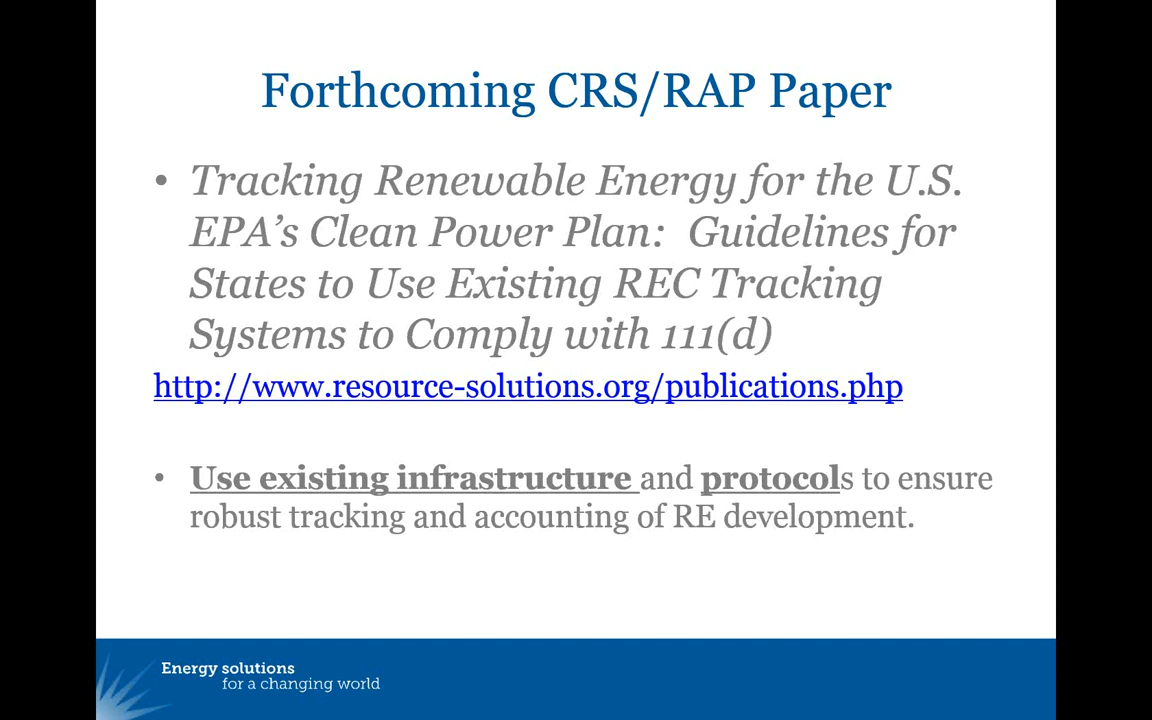 Forthcoming CRS/RAP Paper
• Tracking Renewable Energy for the U.S.
EPA’s Clean Power Plan:  Guidelines for
States to Use Existing REC Tracking
Systems to Comply with 111(d)
http://www.resource-solutions.org/publications.php
• Use existing infrastructure and protocols to ensure
robust tracking and accounting of RE development.
Energy solutions
for a changing world